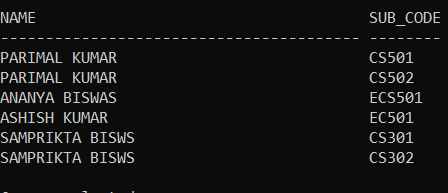 NAME SUB_CODE
---------------------------------------- --------
PARIMAL KUMAR CS501
PARIMAL KUMAR CS502
ANANYA BISWAS ECS501
ASHISH KUMAR EC501
SAMPRIKTA BISWS CS301
SAMPRIKTA BISWS CS302